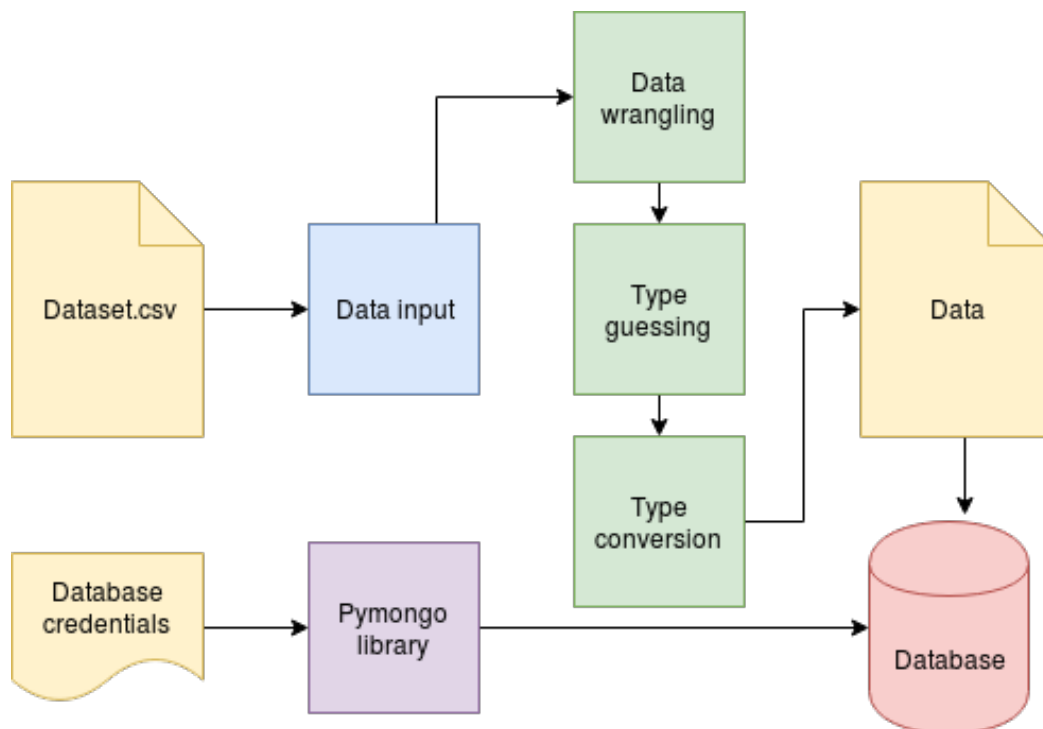 Data
wrangling
Dataset.csv
Data input
Type
guessing
Data
Type
conversion
Database
credentials
Pymongo
library
Database